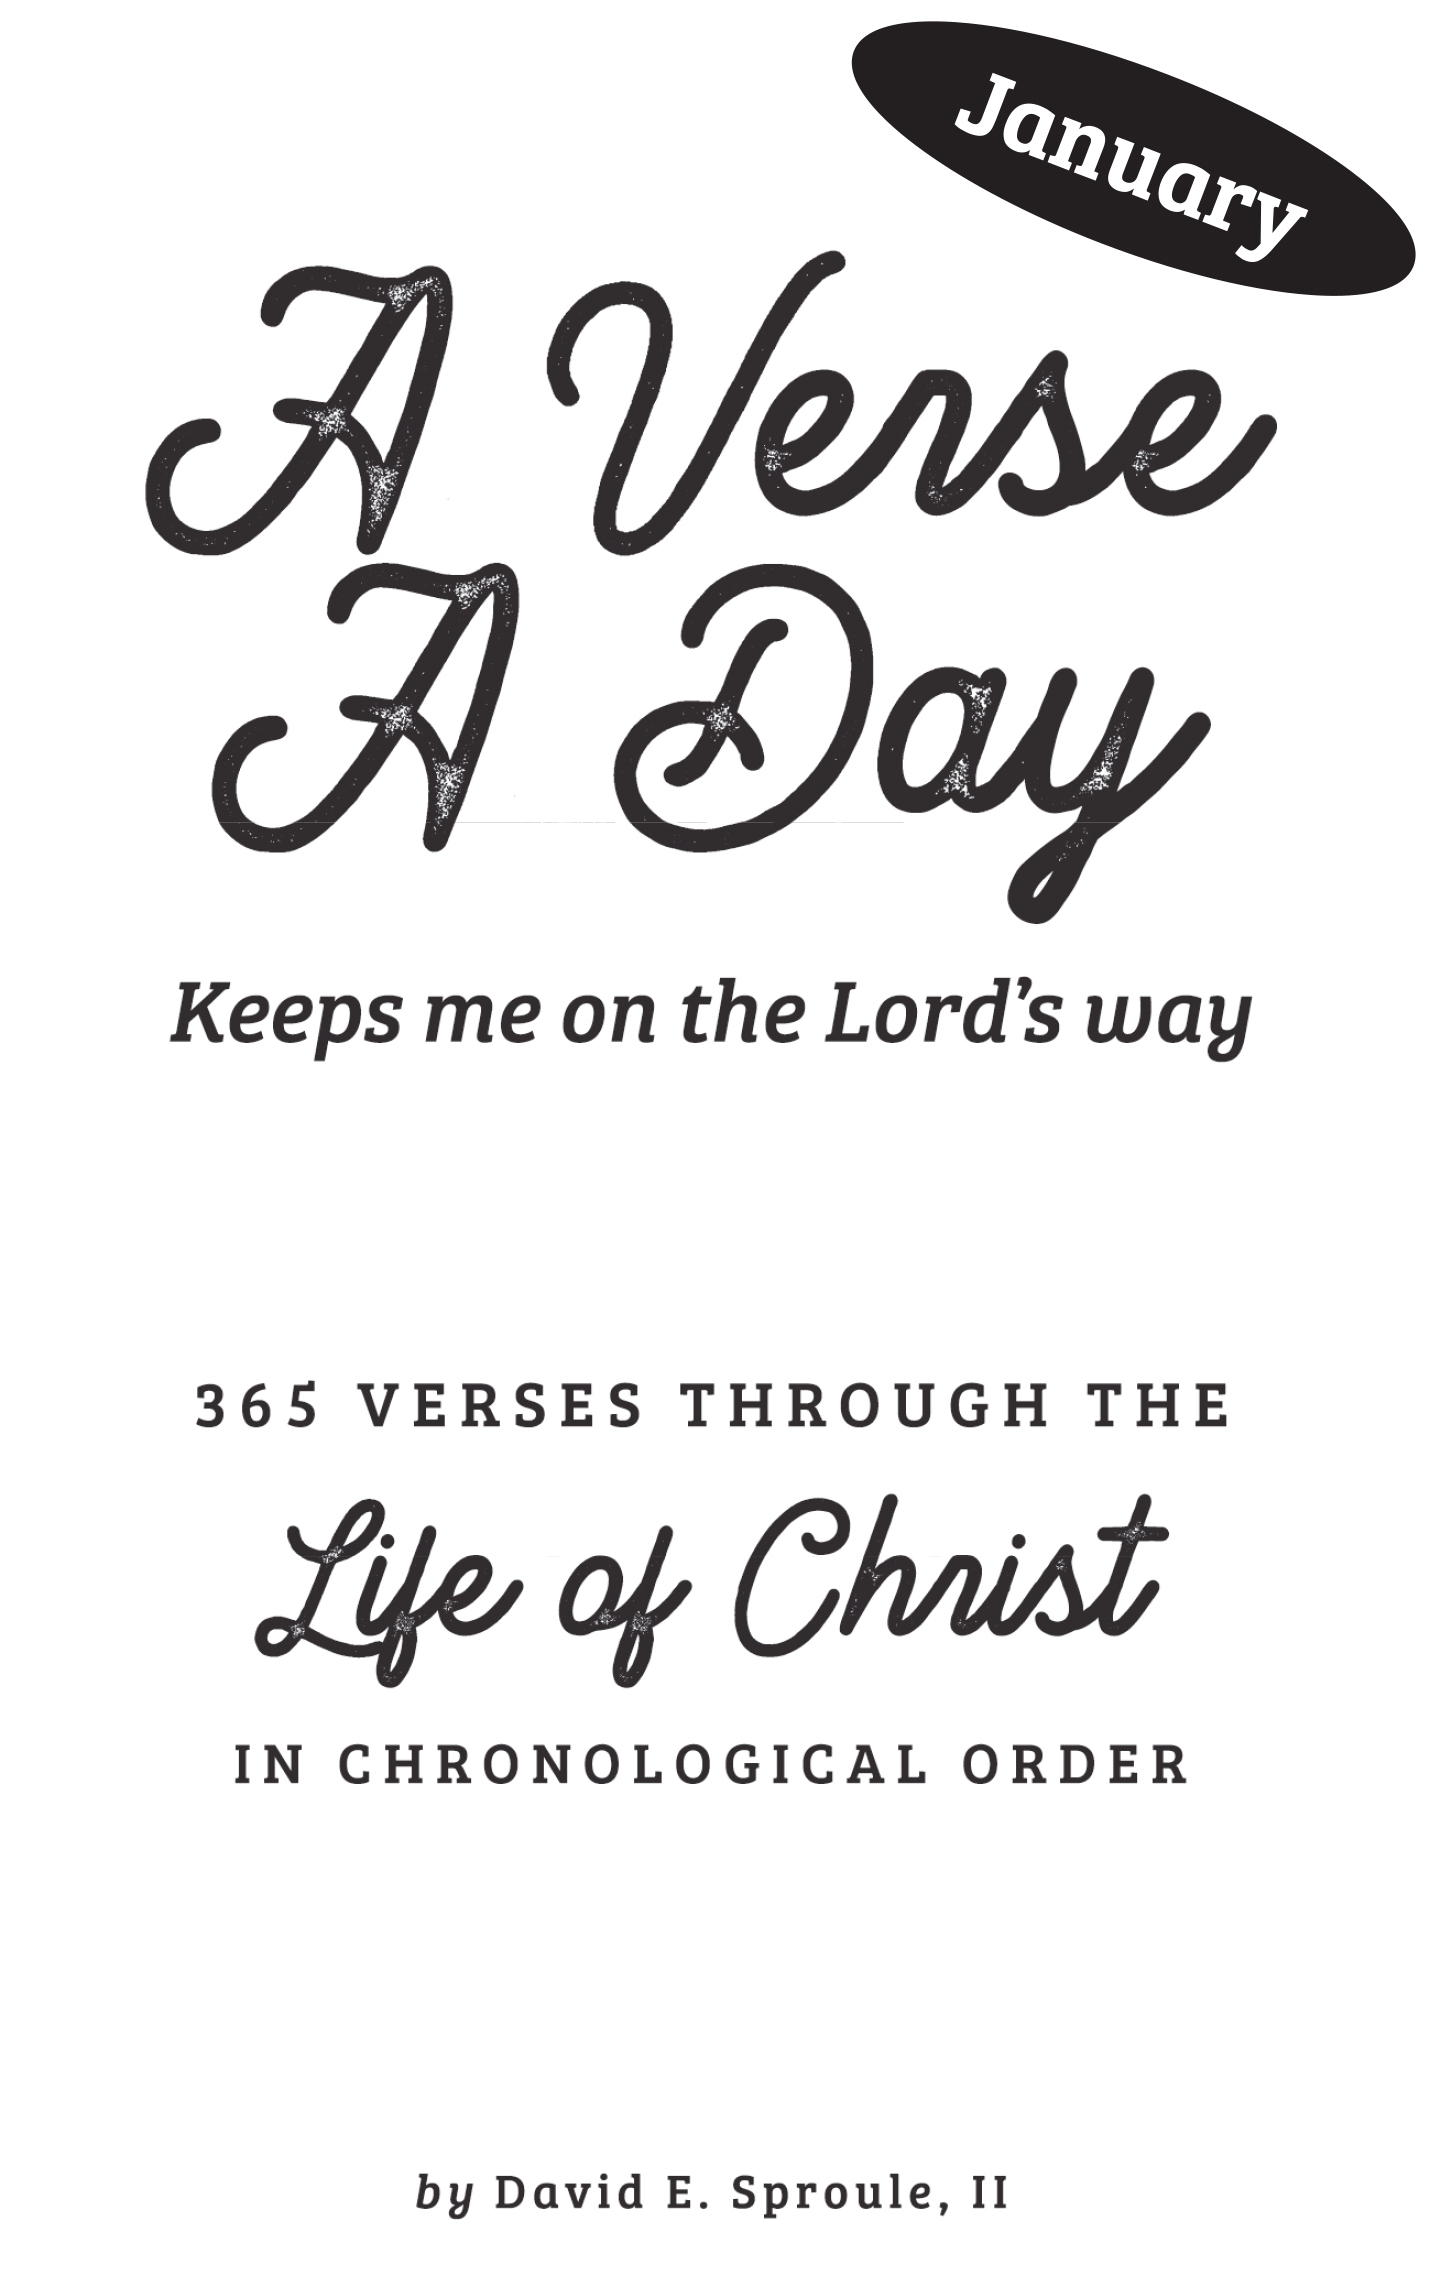 January
A Verse
A Day
Keeps me on the Lord’s way
365 VERSES THROUGH THE
Life of Christ
IN CHRONOLOGICAL ORDER
by David E. Sproule, II